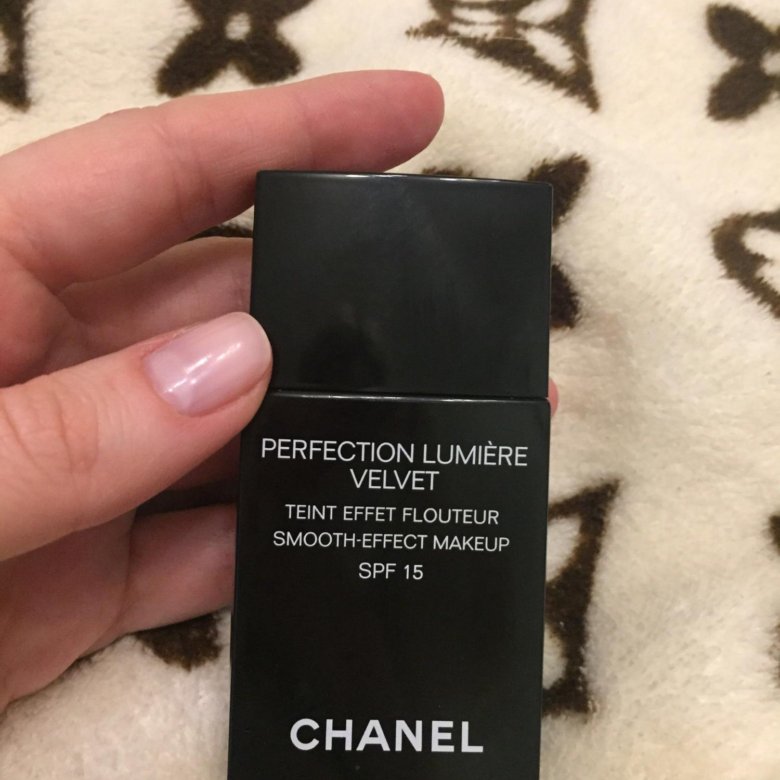 PERFECTION LUMIÈRE
VELVET
TEINT EFFET FLOUTEUR
SMOOTH-EFFECT MAKEUP
SPF 15
CHANEL